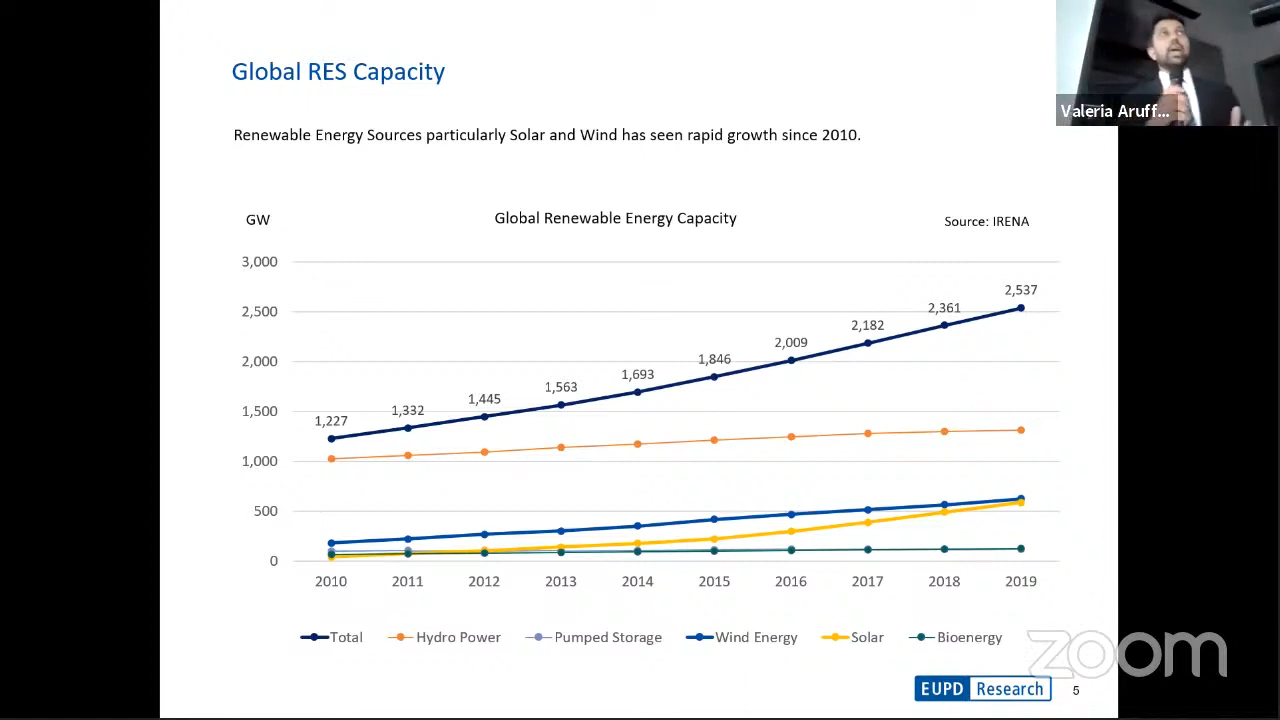 Global RES Capacity
Valeria Aruff...
Renewable Energy Sources particularly Solar and Wind has seen rapid growth since 2010.
GW
Global Renewable Energy Capacity
Source: IRENA
3,000
2,500
2,000
1,500
1,000
500
0
1,227
1,332
1,445
1,563
1,693
1,846
2,009
2,182
2,361
2,537
2010 2011 2012 2013 2014 2015 2016 2017 2018 2019
Total Hydro Power Pumped Storage Wind Energy Solar Bioenergy
zoom
EUPD Research 5